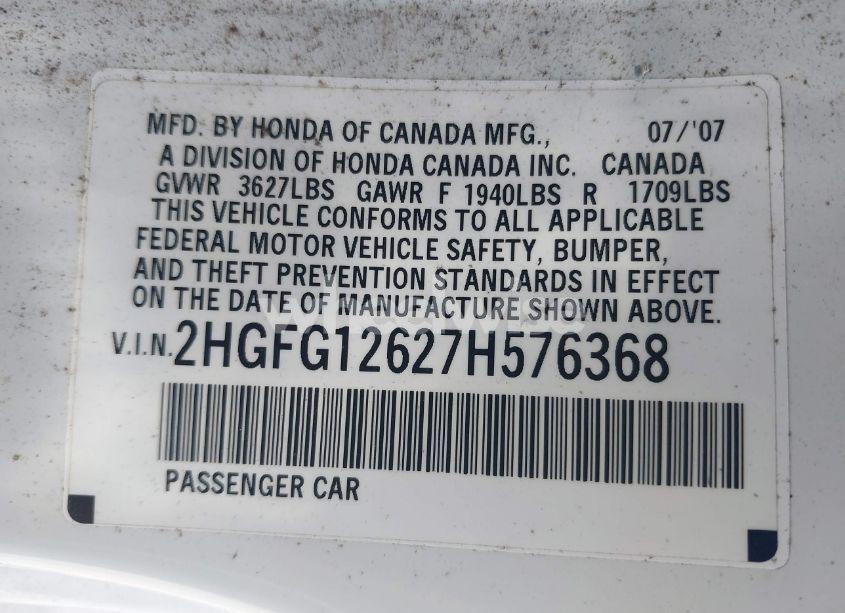 MFD. BY HONDA OF CANADA MFG., 07/'07
A DIVISION OF HONDA CANADA INC. CANADA
GVWR 3627LBS GAWR F 1940LBS R 1709LBS
THIS VEHICLE CONFORMS TO ALL APPLICABLE
FEDERAL MOTOR VEHICLE SAFETY, BUMPER,
AND THEFT PREVENTION STANDARDS IN EFFECT
ON THE DATE OF MANUFACTURE SHOWN ABOVE.
V.I.N. 2HGFG12627H576368
PASSENGER CAR